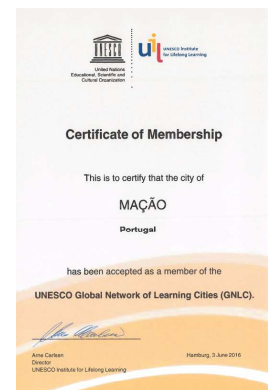 UNESCO
United Nations
Educational, Scientific and
Cultural Organization
uil
UNESCO Institute
for Lifelong Learning
Certificate of Membership
This is to certify that the city of
MAÇÃO
Portugal
has been accepted as a member of the
UNESCO Global Network of Learning Cities (GNLC).
Arne Carlsen
Director
UNESCO Institute for Lifelong Learning
Hamburg, 3 June 2016